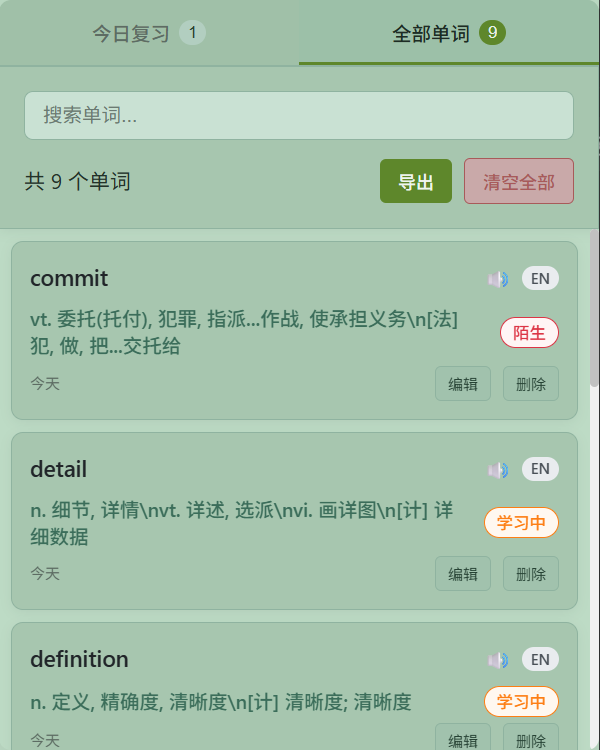 今日复习 1
全部单词 9
搜索单词...
共 9 个单词
导出
清空全部
commit
EN
vt. 委托(托付), 犯罪, 指派...作战, 使承担义务\n[法]
犯, 做, 把...交托给
陌生
今天
编辑
删除
detail
EN
n. 细节, 详情\nvt. 详述, 选派\nvi. 画详图\n[计] 详
细数据
学习中
今天
编辑
删除
definition
EN
n. 定义, 精确度, 清晰度\n[计] 清晰度; 清晰度
学习中
今天
编辑
删除